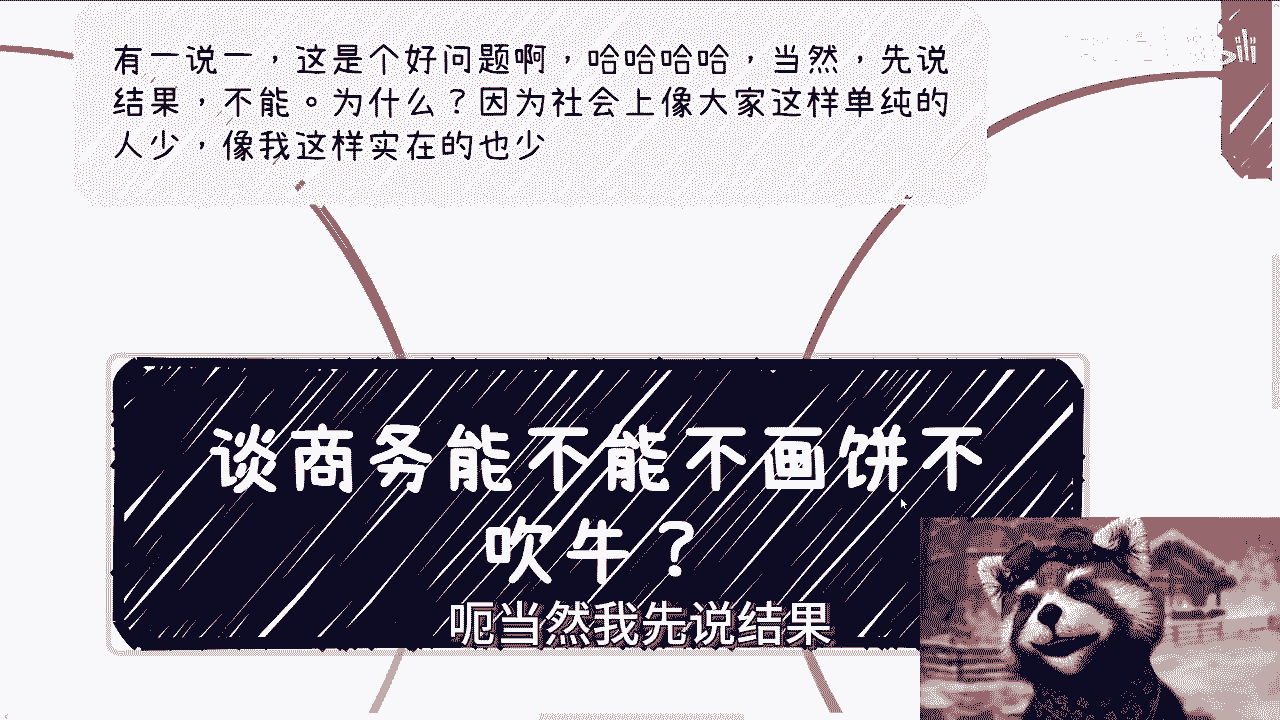 有一说一，这是个好问题啊，哈哈哈哈，当然，先说
结果，不能。为什么？因为社会上像大家这样单纯的
人少，像我这样实在的也少
谈商务能不能不画饼不
吹牛？
呃当然我先说结果